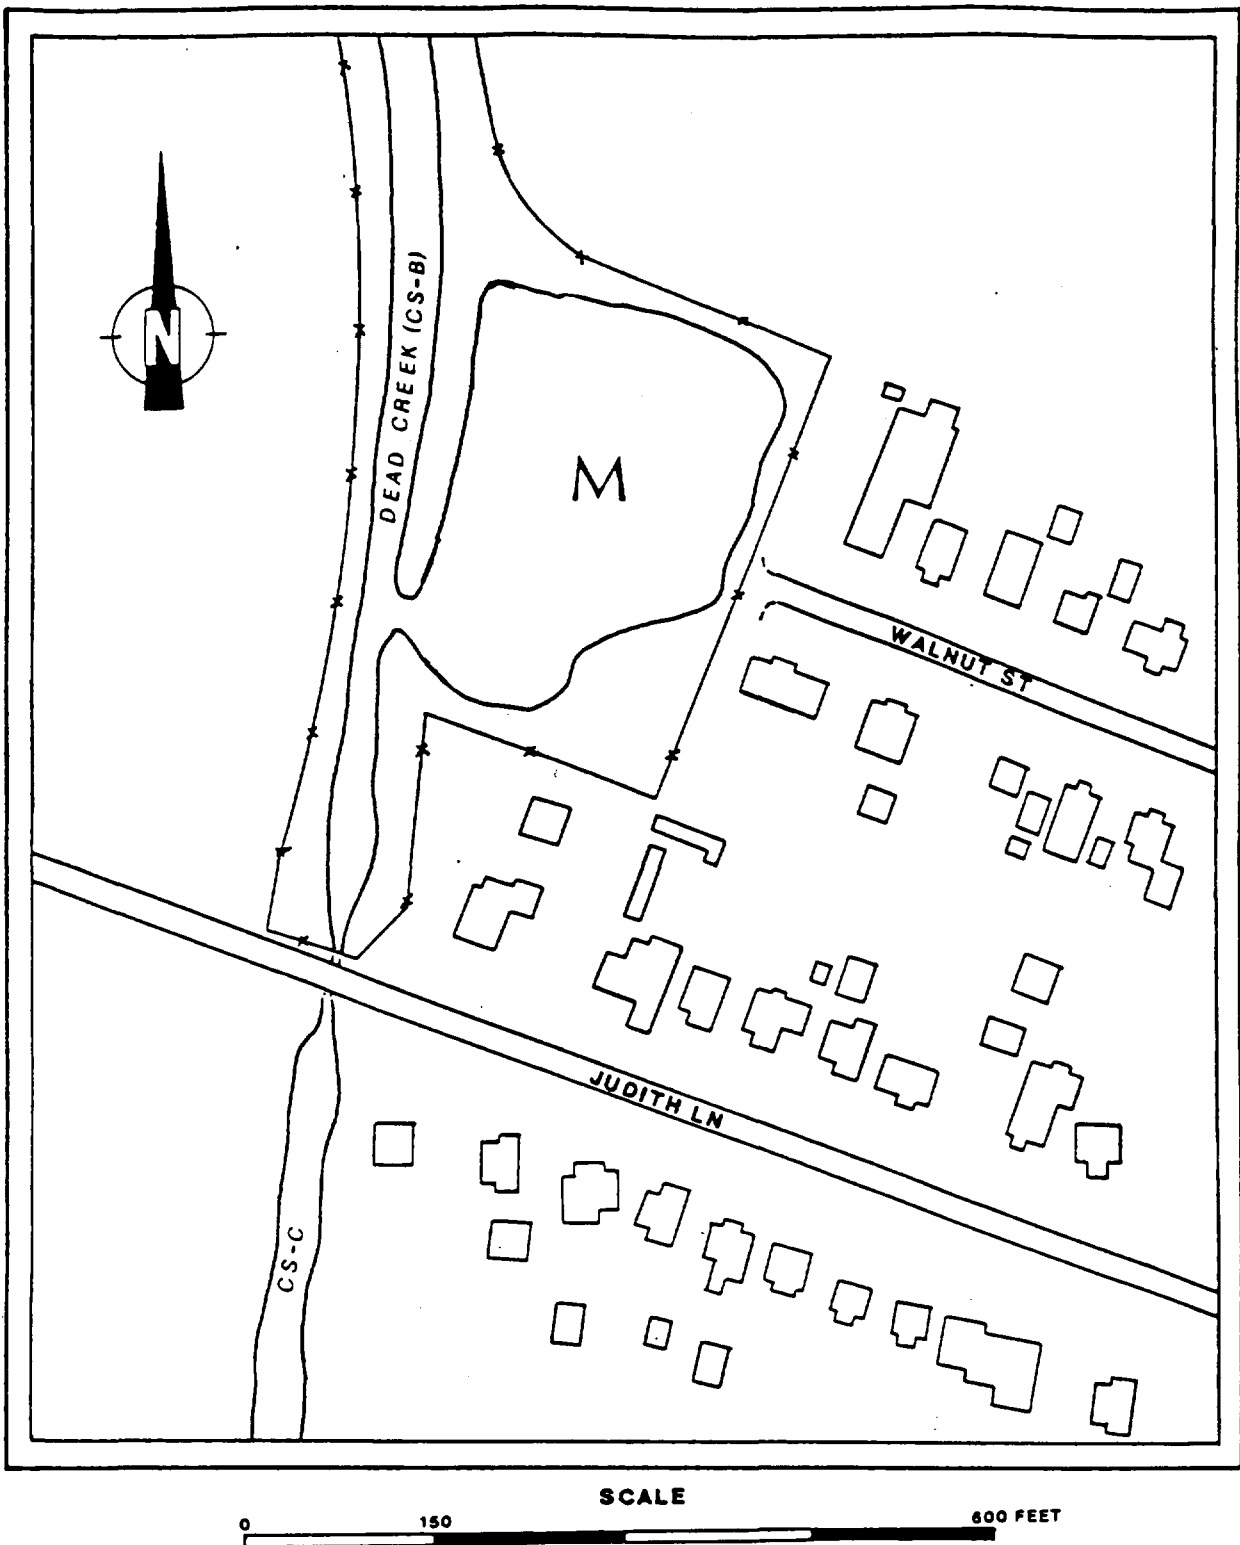 N
DEAD CREEK (CS-B)
M
WALNUT ST
JUDITH LN
CS-C
SCALE
0 150 600 FEET